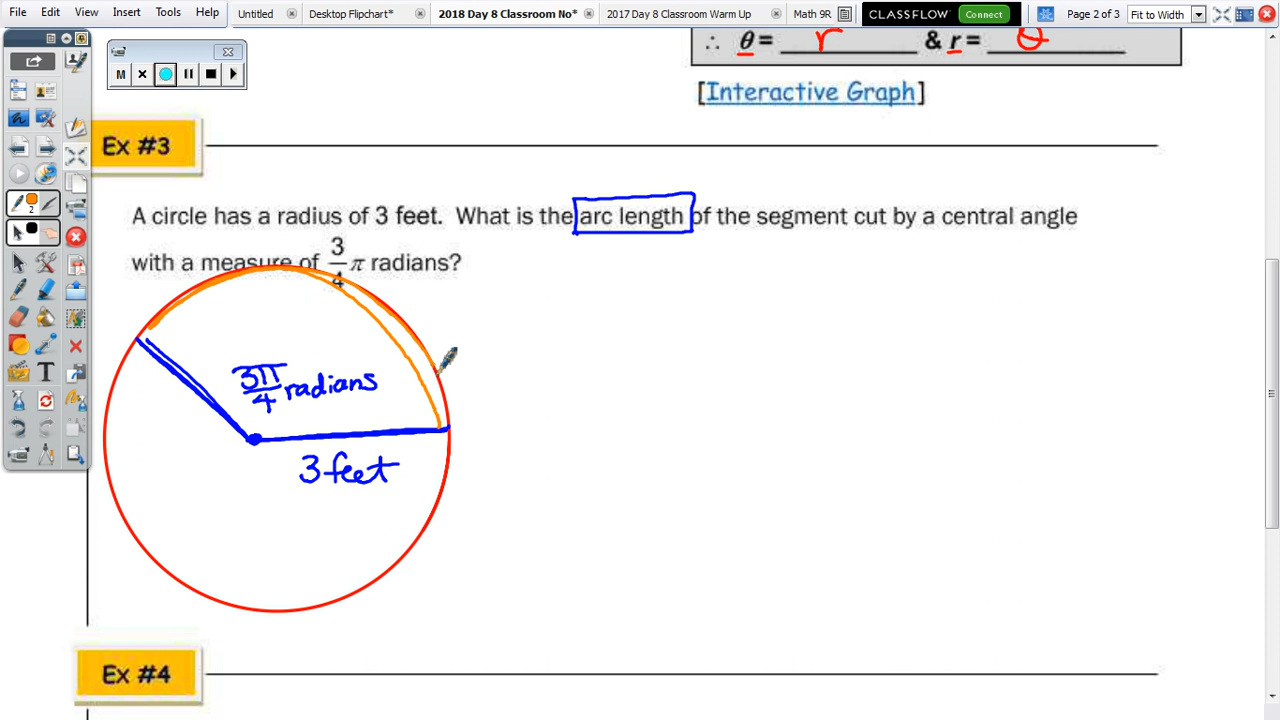 File Edit View Insert Tools Help Untitled Desktop Flipchart* 2018 Day 8 Classroom No* 2017 Day 8 Classroom Warm Up Math 9R CLASSFLOW Connect Page 2 of 3 Fit to Width
M
2
T
∴ θ = r & r = θ
[Interactive Graph]
Ex #3
A circle has a radius of 3 feet. What is the arc length of the segment cut by a central angle
with a measure of 3/4 π radians?
3π/4 radians
3 feet
Ex #4